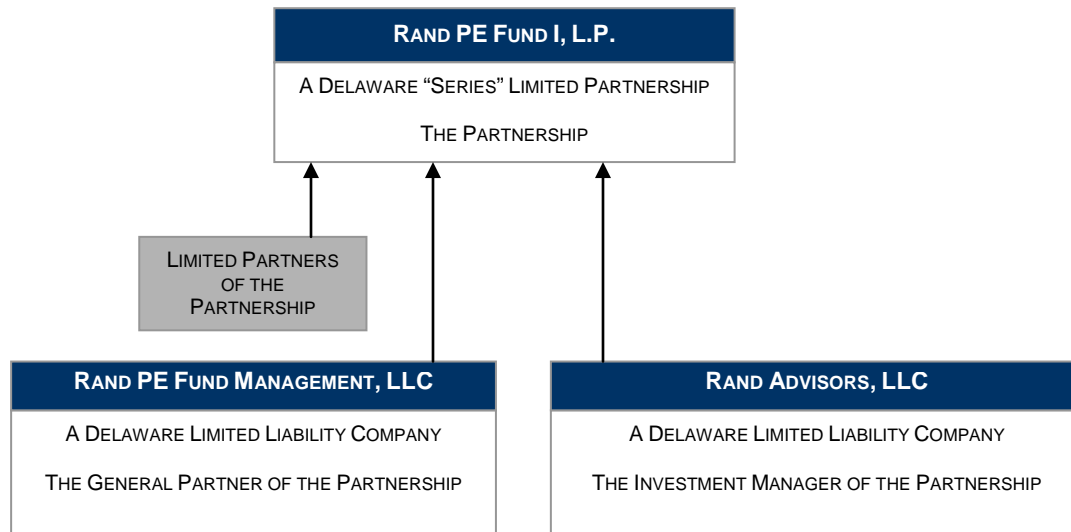 RAND PE FUND I, L.P.
A DELAWARE “SERIES” LIMITED PARTNERSHIP
THE PARTNERSHIP
LIMITED PARTNERS
OF THE
PARTNERSHIP
RAND PE FUND MANAGEMENT, LLC
A DELAWARE LIMITED LIABILITY COMPANY
THE GENERAL PARTNER OF THE PARTNERSHIP
RAND ADVISORS, LLC
A DELAWARE LIMITED LIABILITY COMPANY
THE INVESTMENT MANAGER OF THE PARTNERSHIP